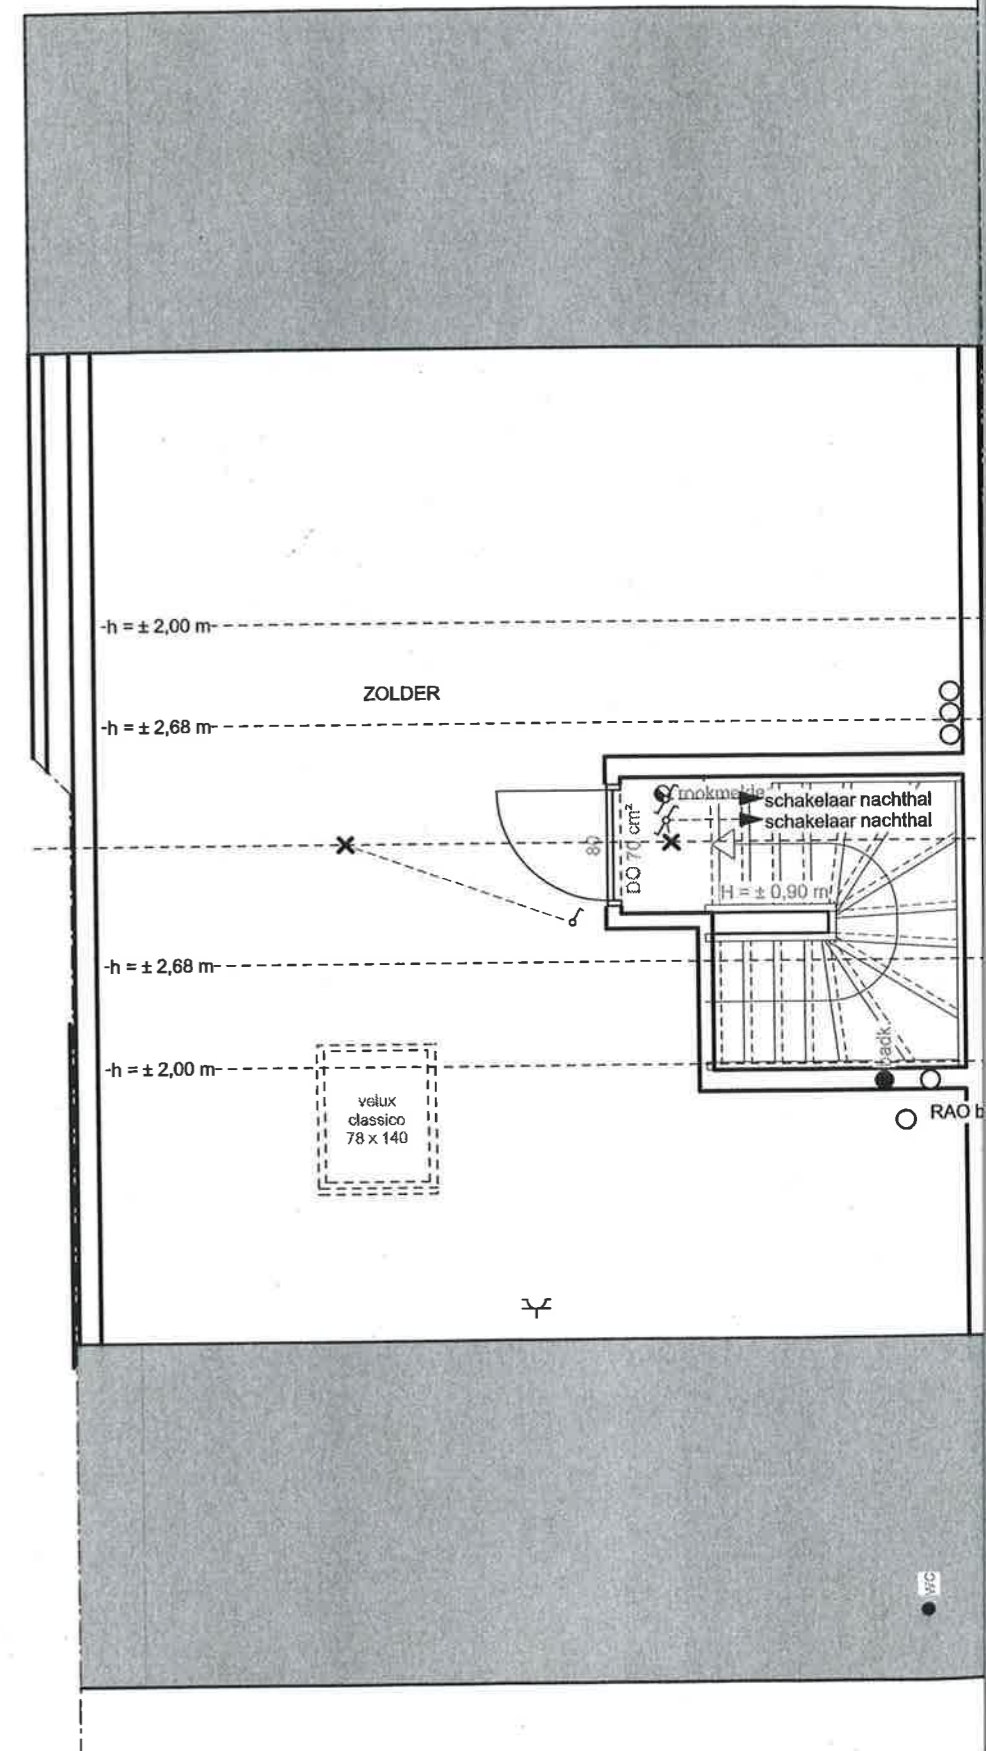 -h = ± 2,00 m-
ZOLDER
-h = ± 2,68 m-
schakelaar nachthal
schakelaar nachthal
80
DO 70 cm²
H = ± 0,90 m
-h = ± 2,68 m-
-h = ± 2,00 m-
badk.
velux
classico
78 x 140
RAO b
WC